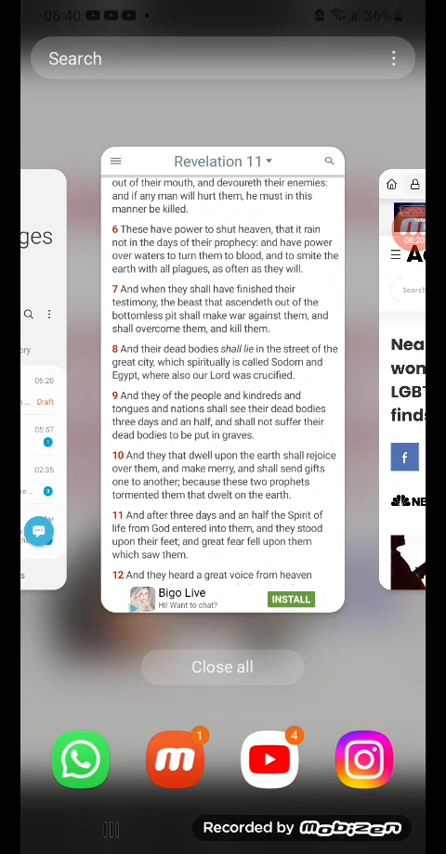 06:40
36%
Search
Revelation 11
out of their mouth, and devoureth their enemies:
and if any man will hurt them, he must in this
manner be killed.
6 These have power to shut heaven, that it rain
not in the days of their prophecy: and have power
over waters to turn them to blood, and to smite the
earth with all plagues, as often as they will.
7 And when they shall have finished their
testimony, the beast that ascendeth out of the
bottomless pit shall make war against them, and
shall overcome them, and kill them.
8 And their dead bodies shall lie in the street of the
great city, which spiritually is called Sodom and
Egypt, where also our Lord was crucified.
9 And they of the people and kindreds and
tongues and nations shall see their dead bodies
three days and an half, and shall not suffer their
dead bodies to be put in graves.
10 And they that dwell upon the earth shall rejoice
over them, and make merry, and shall send gifts
one to another; because these two prophets
tormented them that dwelt on the earth.
11 And after three days and an half the Spirit of
life from God entered into them, and they stood
upon their feet; and great fear fell upon them
which saw them.
12 And they heard a great voice from heaven
Bigo Live
Hi! Want to chat?
INSTALL
ges
ory
06:20
Draft
05:57
1
02:35
3
s
08:20
Search
Nea
won
LGBT
finds
f
NE
Close all
1
4
Recorded by Mobizen